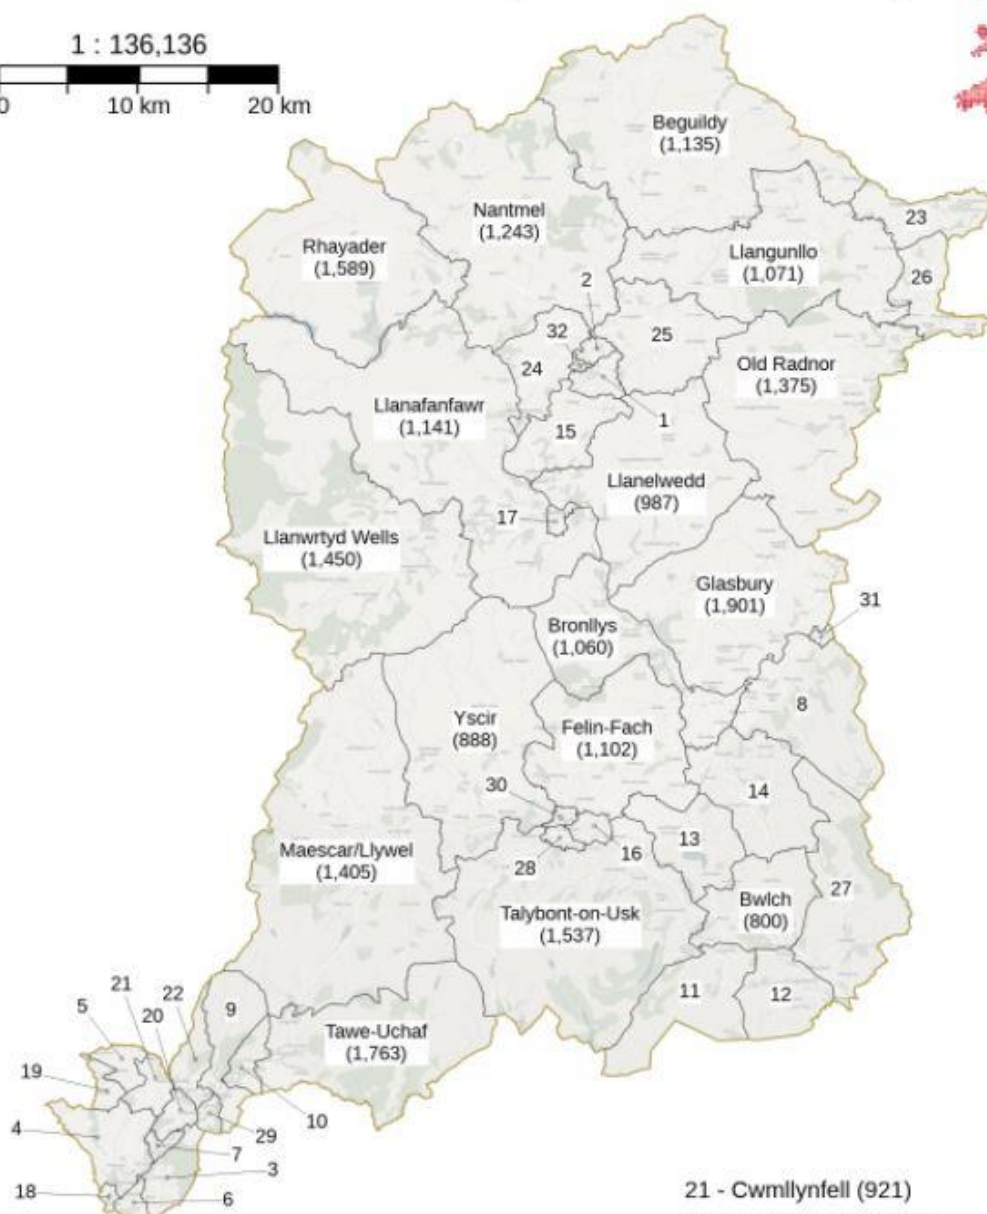 1 : 136,136
0 10 km 20 km
Beguildy
(1,135)
23
Nantmel
(1,243)
Rhayader
(1,589)
Llangunllo
(1,071)
26
2
32
25
24
Old Radnor
(1,375)
Llanafanfawr
(1,141)
1
15
Llanelwedd
(987)
17
Llanwrtyd Wells
(1,450)
Glasbury
(1,901)
31
Bronllys
(1,060)
8
Yscir
(888)
Felin-Fach
(1,102)
30
14
13
Maescar/Llywel
(1,405)
28
16
27
Bwlch
(800)
Talybont-on-Usk
(1,537)
21
22
5
20
9
11
12
Tawe-Uchaf
(1,763)
19
10
4
29
7
3
18
6
21 - Cwmllynfell (921)